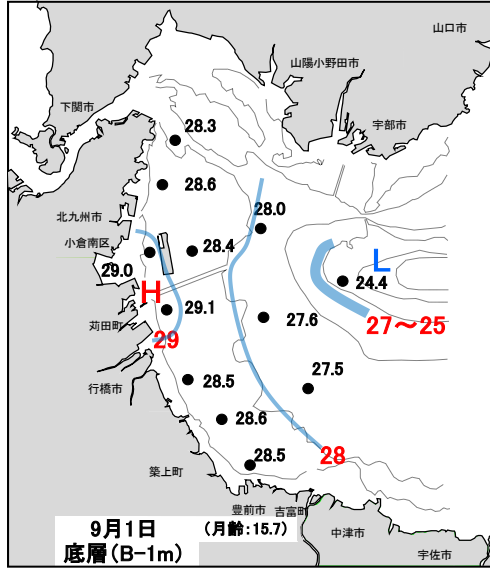 山口市
山陽小野田市
下関市
宇部市
28.3
28.6
北九州市
28.0
小倉南区
28.4
29.0
L
24.4
H
29.1
苅田町
27.6
27～25
29
27.5
行橋市
28.5
28.6
28
28.5
築上町
豊前市
吉富町
9月1日
(月齢:15.7)
中津市
底層(B-1m)
宇佐市